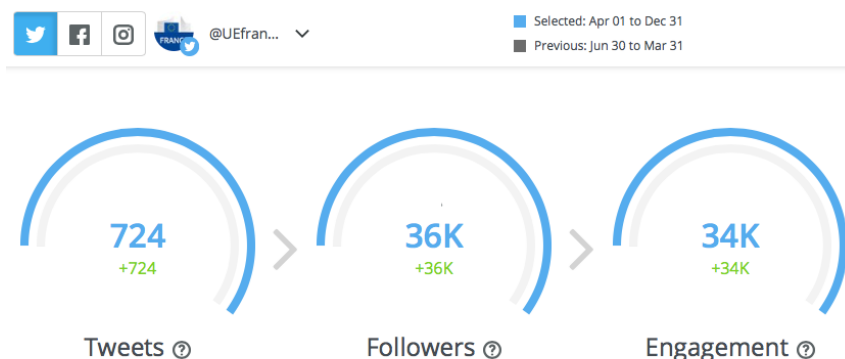 FRANCE
@UEfran...
Selected: Apr 01 to Dec 31
Previous: Jun 30 to Mar 31
724
+724
36K
+36K
34K
+34K
Tweets ?
Followers ?
Engagement ?